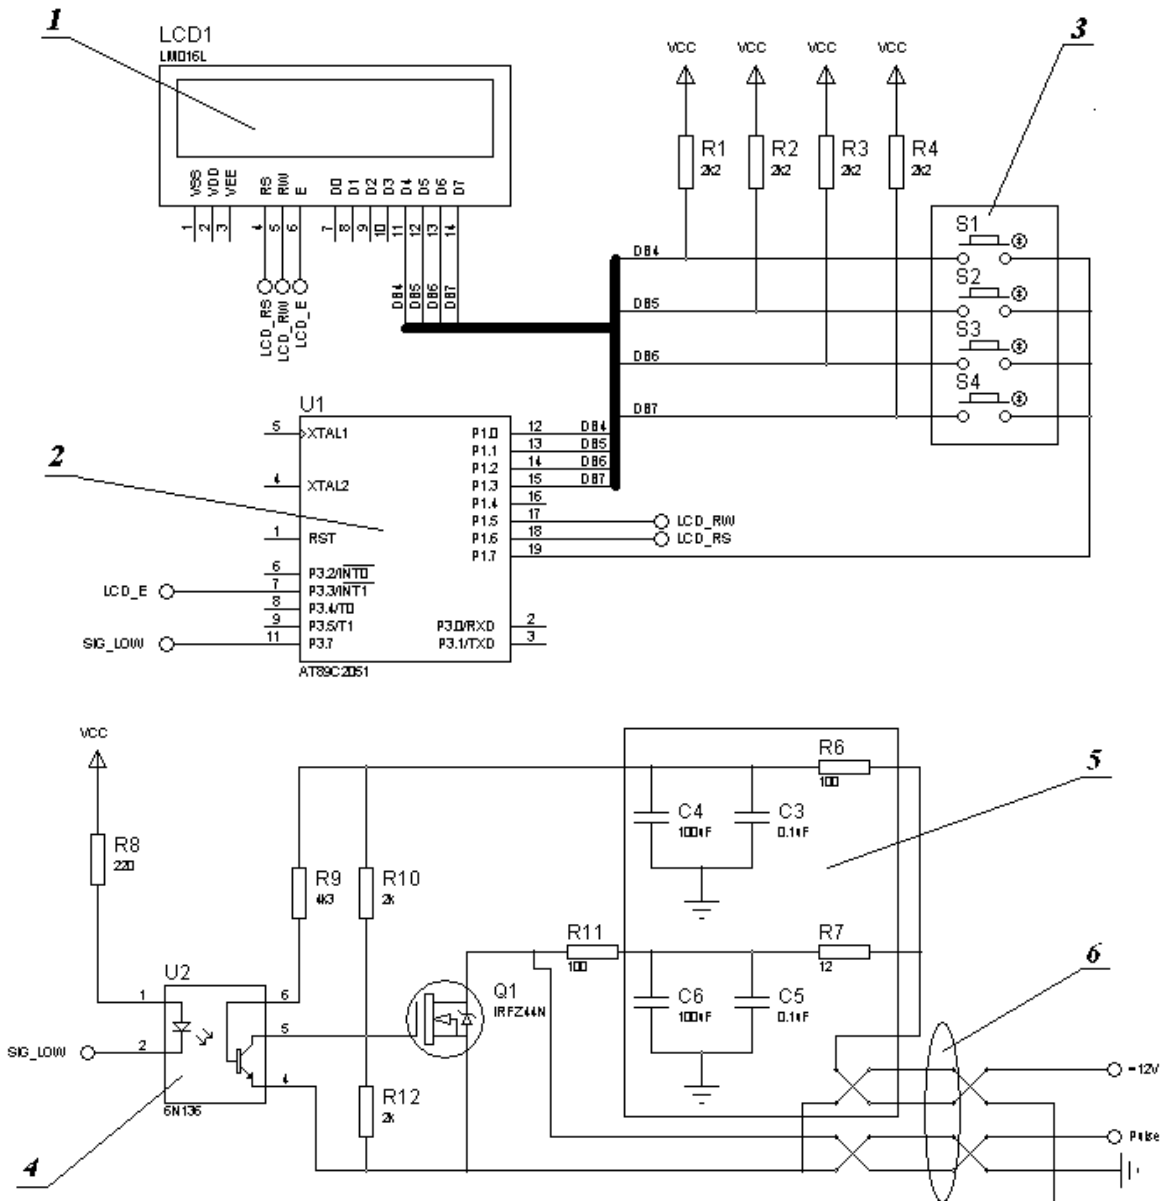 1
LCD1
LM016L
VSS VDD VEE RS RW E D0 D1 D2 D3 D4 D5 D6 D7
1 2 3 4 5 6 7 8 9 10 11 12 13 14
LCD_RS LCD_RW LCD_E
DB4 DB5 DB6 DB7
VCC VCC VCC VCC
R1 R2 R3 R4
2k2 2k2 2k2 2k2
3
S1
DB4
S2
DB5
S3
DB6
S4
DB7
2
U1
5 XTAL1 P1.0 12 DB4
P1.1 13 DB5
4 XTAL2 P1.2 14 DB6
P1.3 15 DB7
P1.4 16
P1.5 17 LCD_RW
1 RST P1.6 18 LCD_RS
P1.7 19
6 P3.2/INT0
LCD_E 7 P3.3/INT1
8 P3.4/T0
9 P3.5/T1 P3.0/RXD 2
SIG_LOW 11 P3.7 P3.1/TXD 3
AT89C2051
VCC
R6
100
5
C4 C3
100uF 0.1uF
R8
220
R9 R10
4K3 2k
R11
100
R7
12
6
U2
Q1
IRFZ44N
C6 C5
100uF 0.1uF
1 6
5
SIG_LOW 2
4
6N136
R12
2k
4
=12V
Pulse